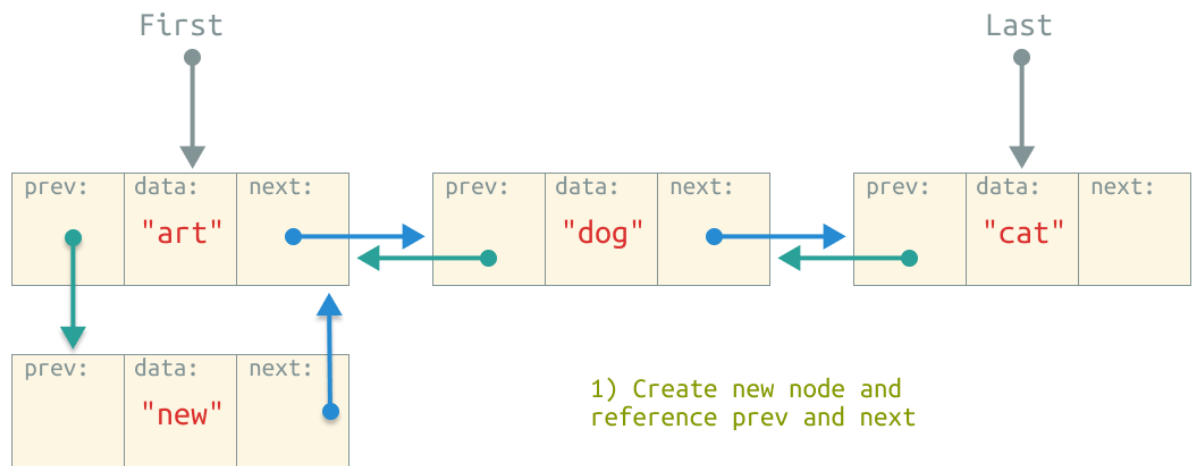 First
Last
prev: data: next:
"art"
prev: data: next:
"dog"
prev: data: next:
"cat"
prev: data: next:
"new"
1) Create new node and
reference prev and next